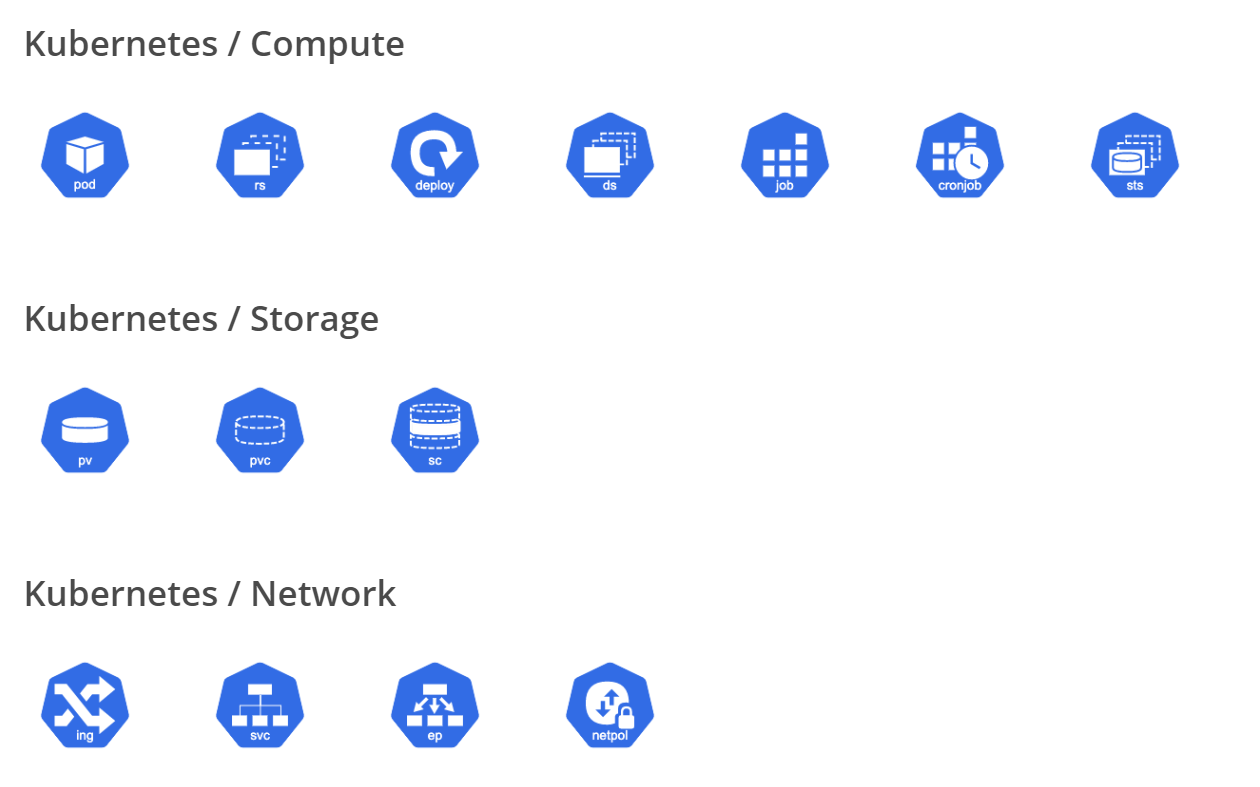 Kubernetes / Compute
pod rs deploy ds job cronjob sts
Kubernetes / Storage
pv pvc sc
Kubernetes / Network
ing svc ep netpol